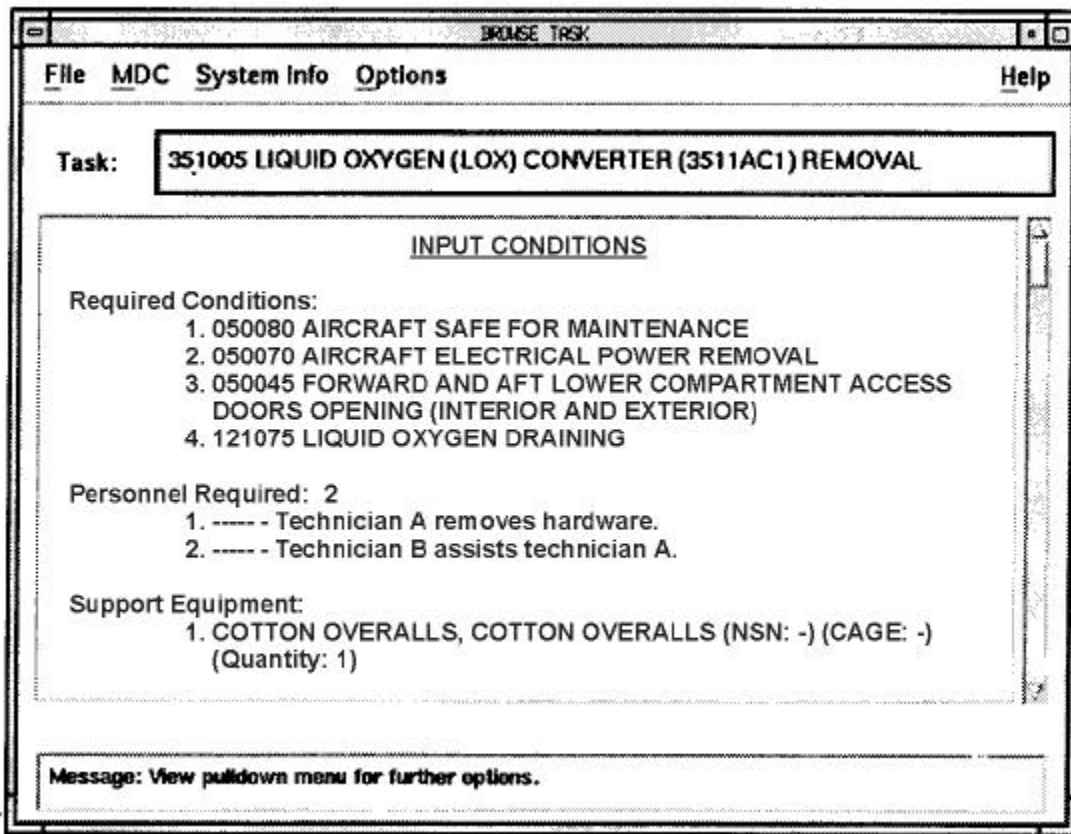 BROWSE TASK
File MDC System Info Options Help
Task: 351005 LIQUID OXYGEN (LOX) CONVERTER (3511AC1) REMOVAL
INPUT CONDITIONS
Required Conditions:
1. 050080 AIRCRAFT SAFE FOR MAINTENANCE
2. 050070 AIRCRAFT ELECTRICAL POWER REMOVAL
3. 050045 FORWARD AND AFT LOWER COMPARTMENT ACCESS
DOORS OPENING (INTERIOR AND EXTERIOR)
4. 121075 LIQUID OXYGEN DRAINING
Personnel Required: 2
1. ----- - Technician A removes hardware.
2. ----- - Technician B assists technician A.
Support Equipment:
1. COTTON OVERALLS, COTTON OVERALLS (NSN: -) (CAGE: -)
(Quantity: 1)
Message: View pulldown menu for further options.